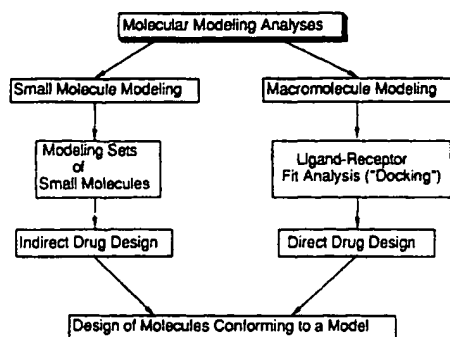 Molecular Modeling Analyses
Small Molecule Modeling
Macromolecule Modeling
Modeling Sets
of
Small Molecules
Ligand-Receptor
Fit Analysis ("Docking")
Indirect Drug Design
Direct Drug Design
Design of Molecules Conforming to a Model